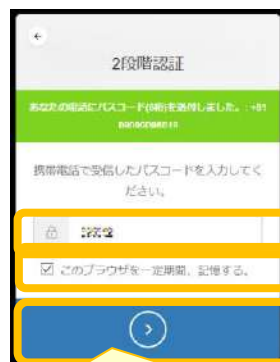 2段階認証
あなたの電話にパスコード(6桁)を送付しました。: +81
携帯電話で受信したパスコードを入力してく
ださい。
このブラウザを一定期間、記憶する。